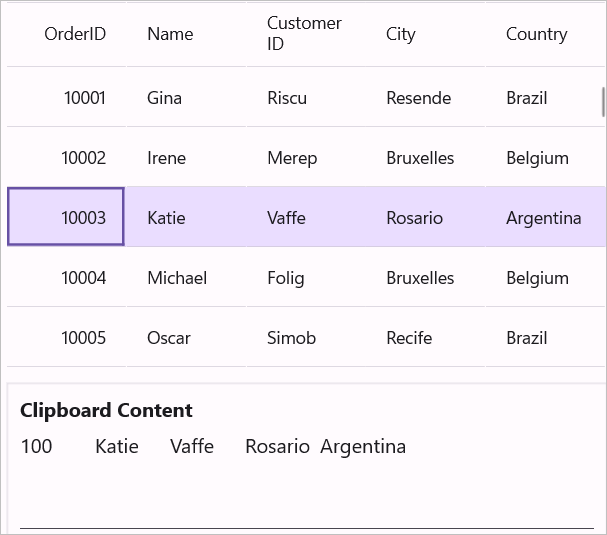 OrderID Name Customer ID City Country
10001 Gina Riscu Resende Brazil
10002 Irene Merep Bruxelles Belgium
10003 Katie Vaffe Rosario Argentina
10004 Michael Folig Bruxelles Belgium
10005 Oscar Simob Recife Brazil
Clipboard Content
100 Katie Vaffe Rosario Argentina